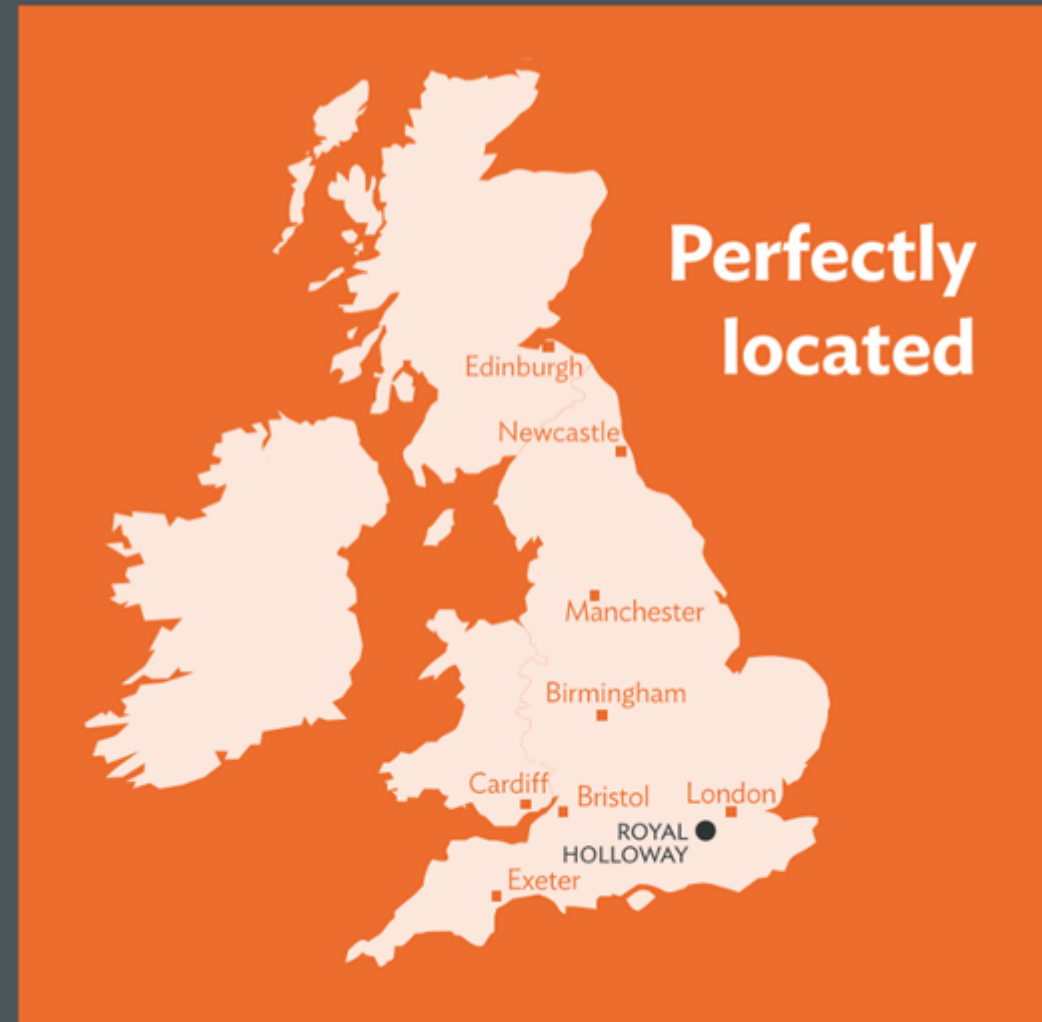 Perfectly
located
Edinburgh
Newcastle
Manchester
Birmingham
Cardiff
Bristol
London
ROYAL
HOLLOWAY
Exeter